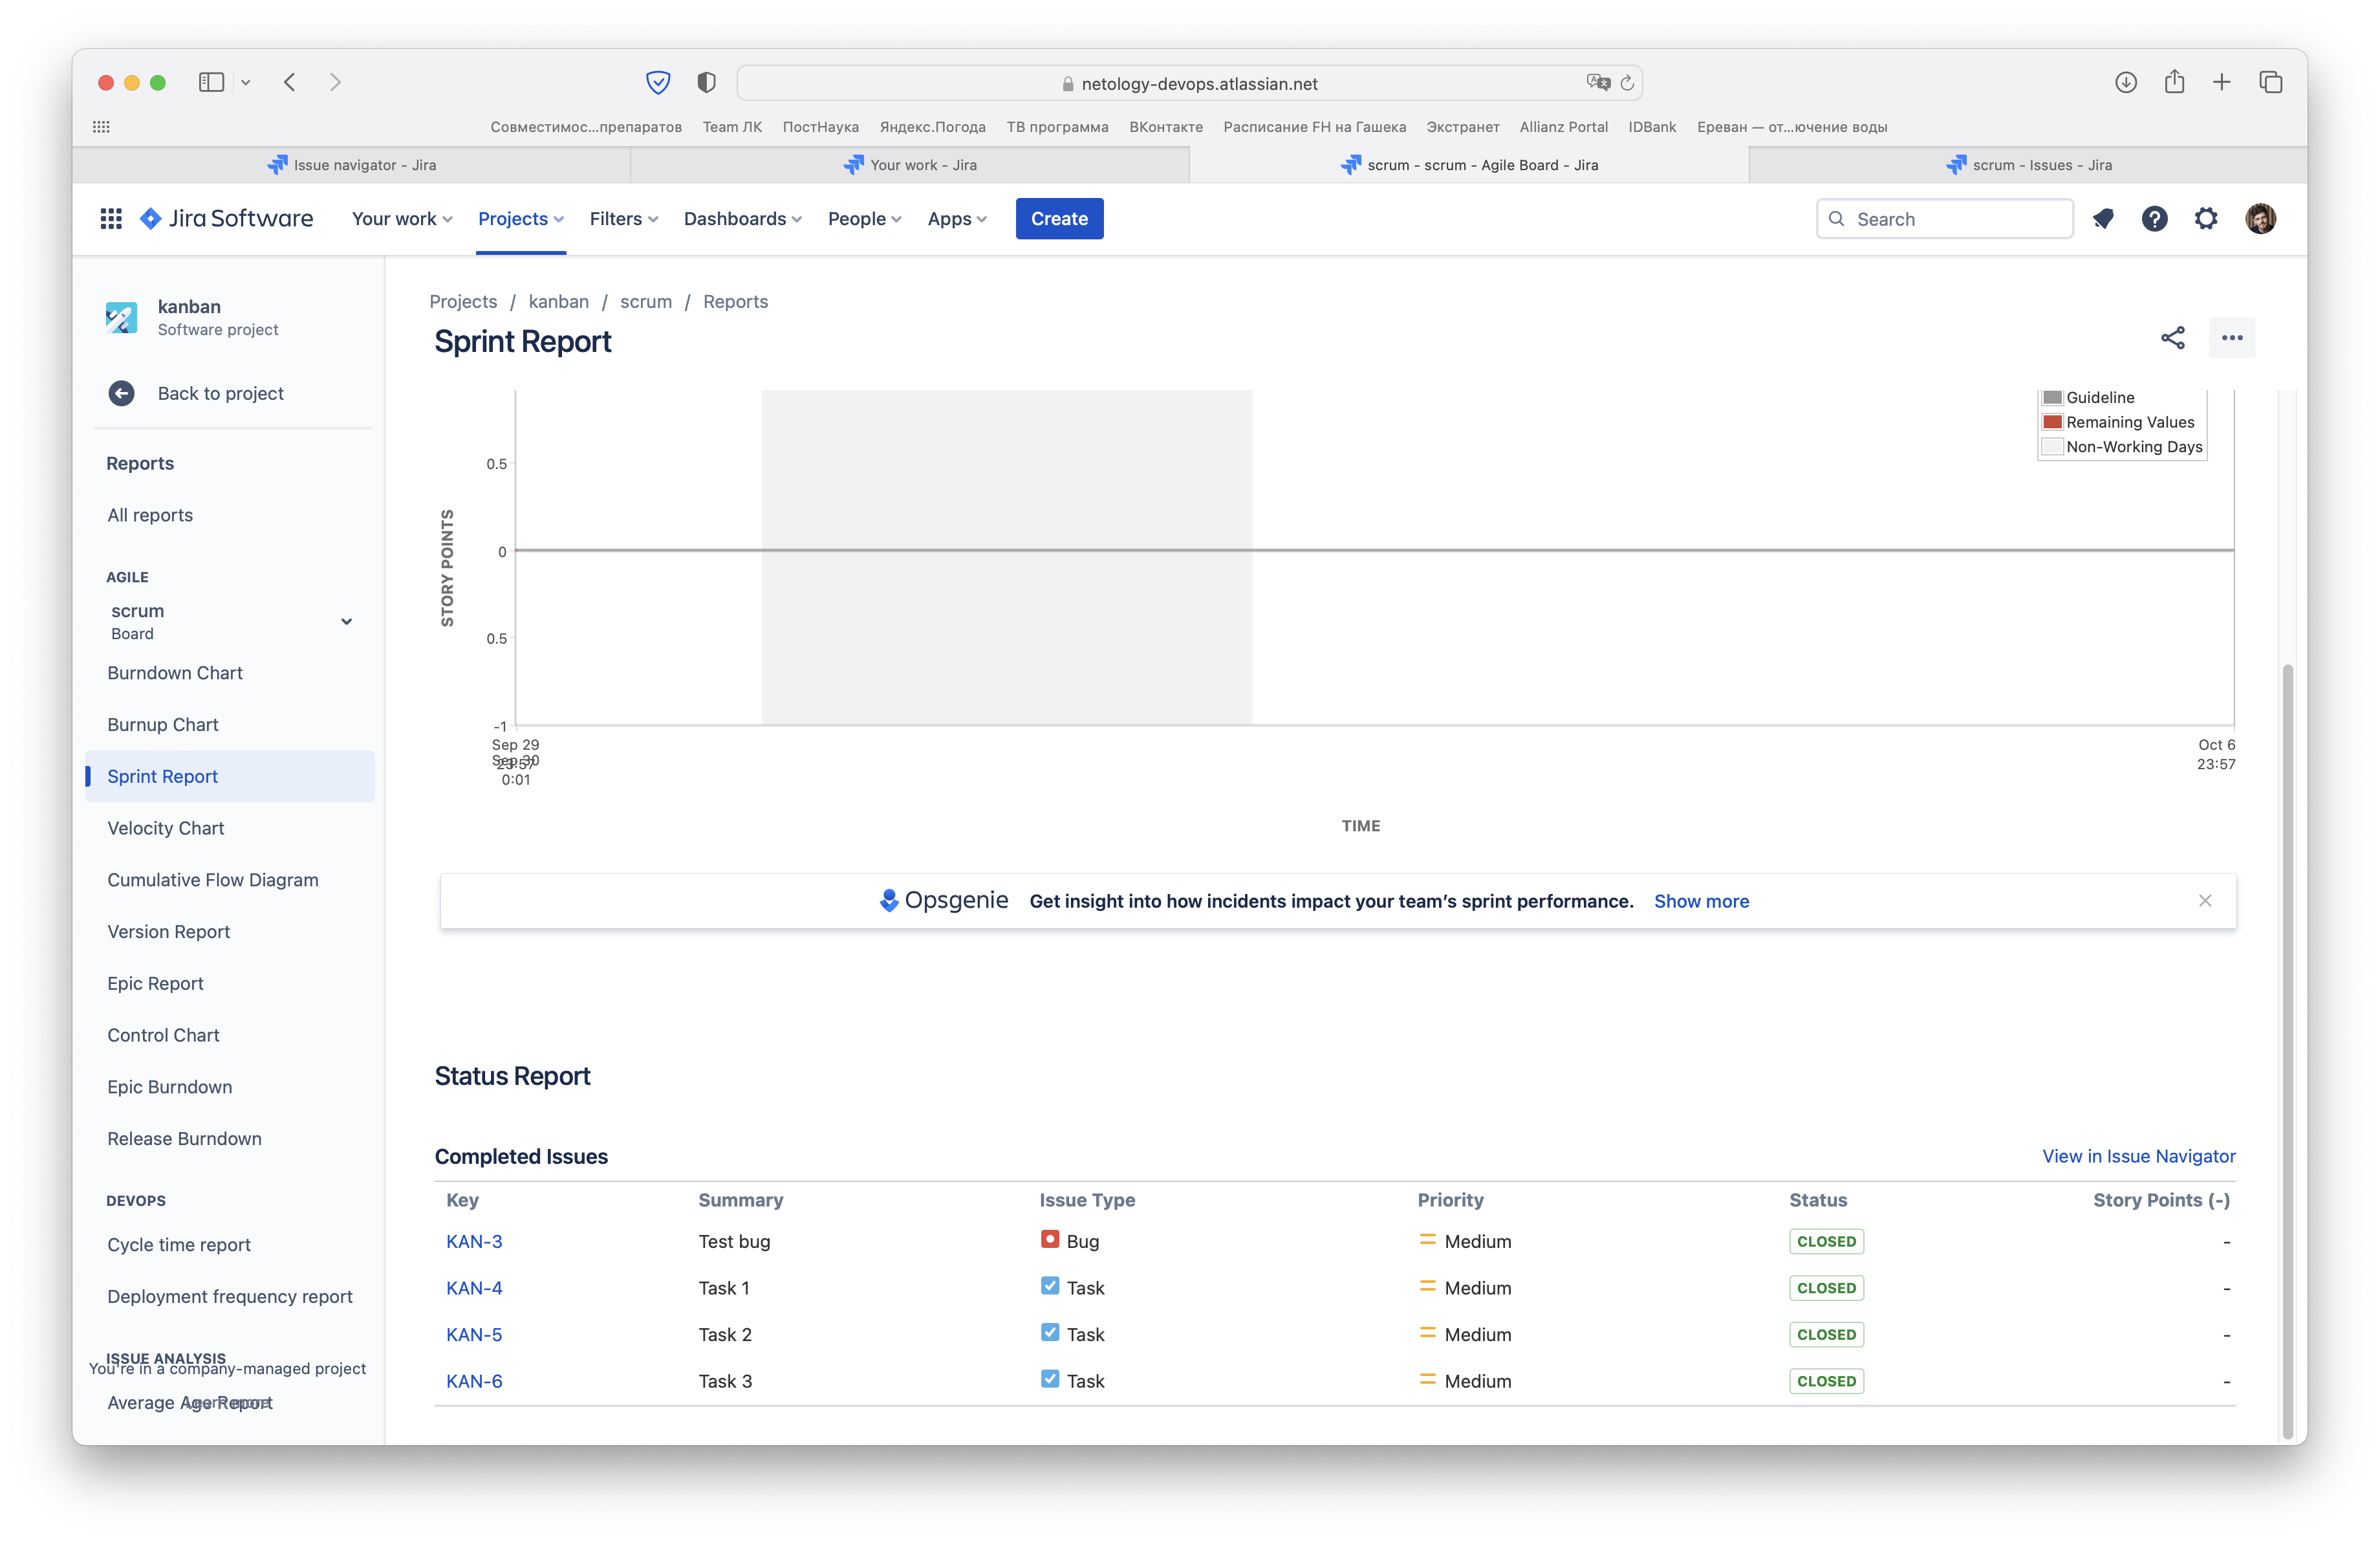 netology-devops.atlassian.net
Совместимос...препаратов Team ЛК ПостНаука Яндекс.Погода ТВ программа ВКонтакте Расписание FH на Гашека Экстранет Allianz Portal IDBank Ереван — от...ючение воды
Issue navigator - Jira Your work - Jira scrum - scrum - Agile Board - Jira scrum - Issues - Jira
Jira Software Your work Projects Filters Dashboards People Apps Create Search
kanban
Software project
Back to project
Reports
All reports
AGILE
scrum
Board
Burndown Chart
Burnup Chart
Sprint Report
Velocity Chart
Cumulative Flow Diagram
Version Report
Epic Report
Control Chart
Epic Burndown
Release Burndown
DEVOPS
Cycle time report
Deployment frequency report
ISSUE ANALYSIS
You're in a company-managed project
Average Age Report
Learn more
Projects / kanban / scrum / Reports
Sprint Report
Guideline
Remaining Values
Non-Working Days
STORY POINTS
0.5
0
0.5
-1
Sep 29
23:57
Sep 30
0:01
Oct 6
23:57
TIME
Opsgenie Get insight into how incidents impact your team’s sprint performance. Show more
Status Report
Completed Issues View in Issue Navigator
Key Summary Issue Type Priority Status Story Points (-)
KAN-3 Test bug Bug Medium CLOSED -
KAN-4 Task 1 Task Medium CLOSED -
KAN-5 Task 2 Task Medium CLOSED -
KAN-6 Task 3 Task Medium CLOSED -